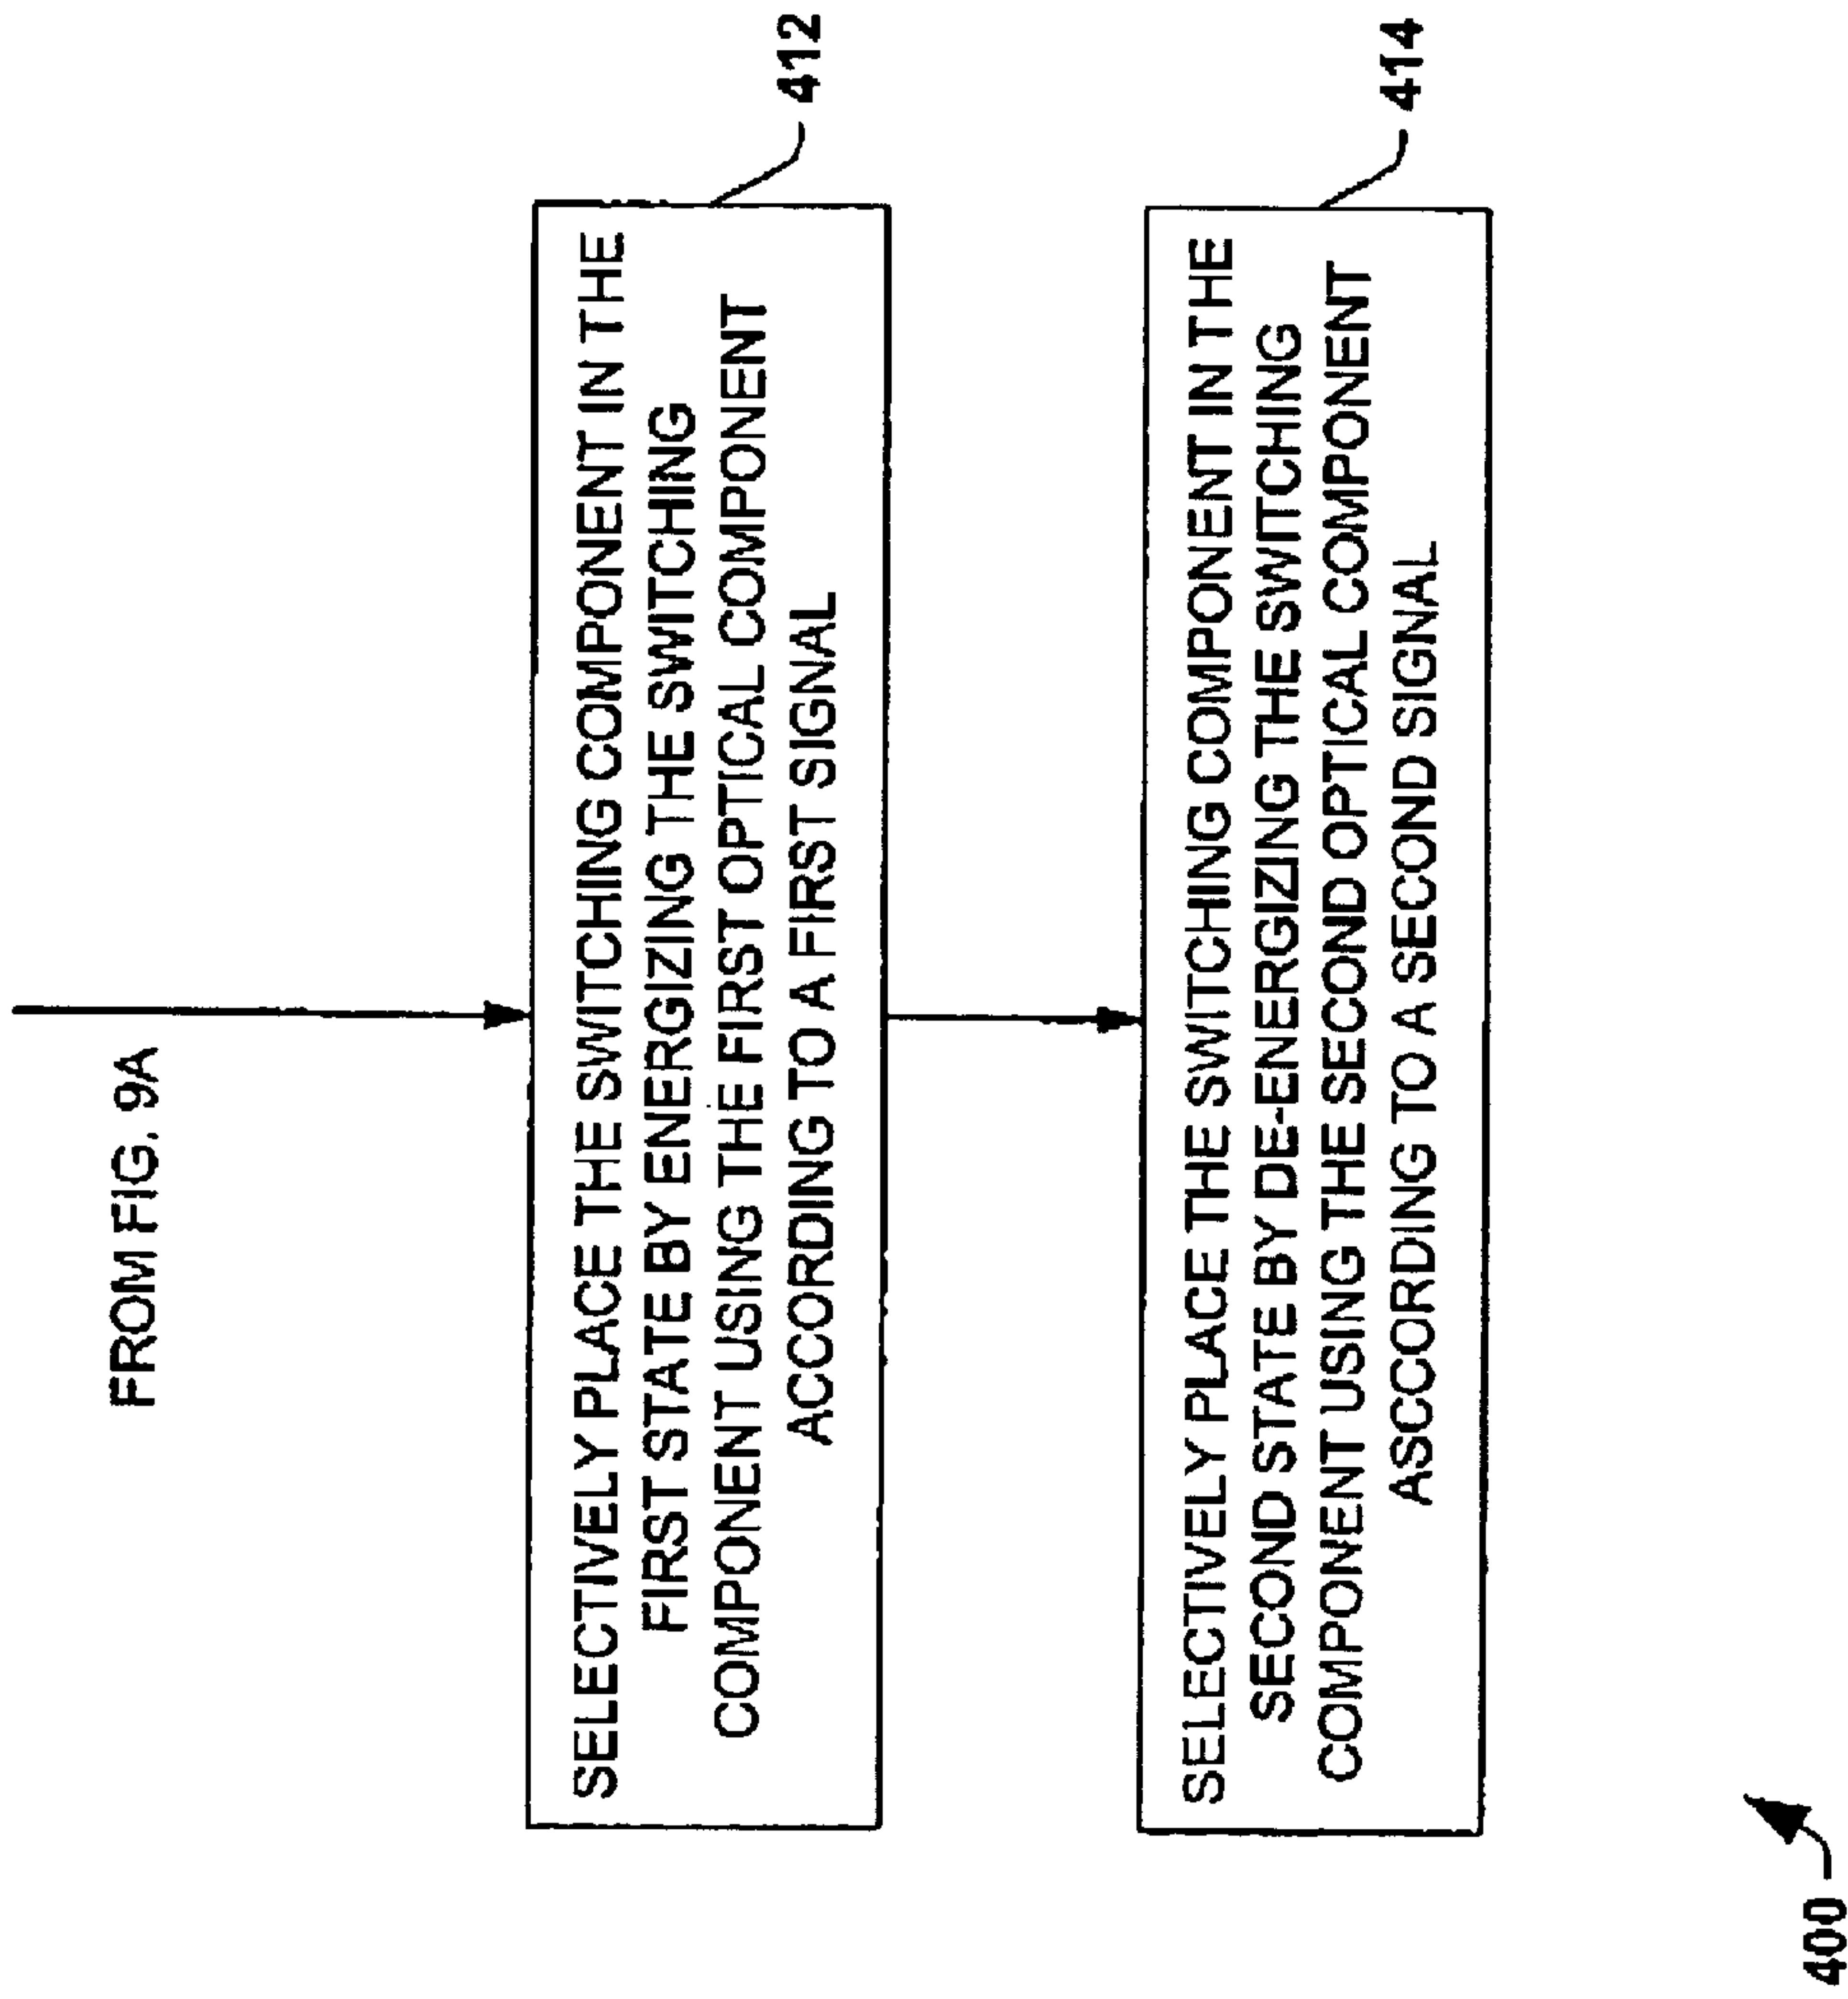 FROM FIG. 9A
SELECTIVELY PLACE THE SWITCHING COMPONENT IN THE
FIRST STATE BY ENERGIZING THE SWITCHING
COMPONENT USING THE FIRST OPTICAL COMPONENT
ACCORDING TO A FIRST SIGNAL
412
SELECTIVELY PLACE THE SWITCHING COMPONENT IN THE
SECOND STATE BY DE-ENERGIZING THE SWITCHING
COMPONENT USING THE SECOND OPTICAL COMPONENT
ASCCORDING TO A SECOND SIGNAL
414
400